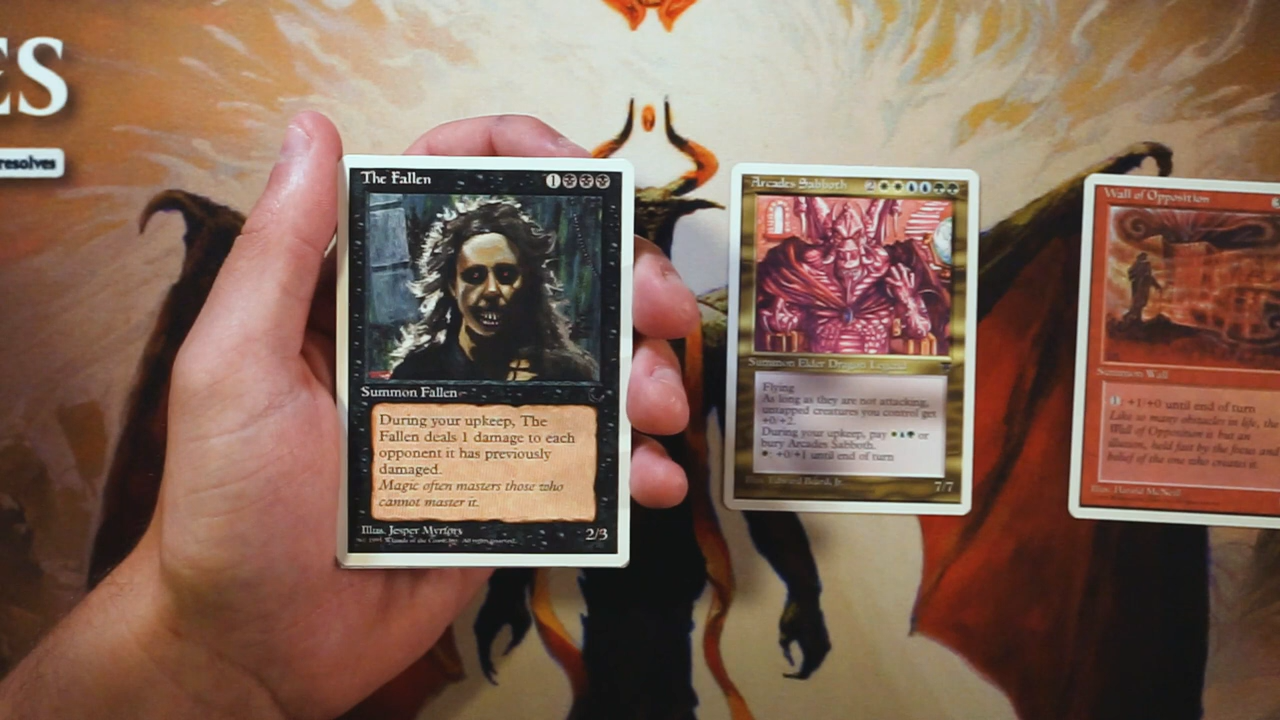 ES
resolves
The Fallen
1
Summon Fallen
During your upkeep, The
Fallen deals 1 damage to each
opponent it has previously
damaged.
Magic often masters those who
cannot master it.
Illus. Jesper Myrfors
2/3
Arcades Sabboth
2
Summon Elder Dragon Legend
Flying
As long as they are not attacking,
untapped creatures you control get
+0/+2.
During your upkeep, pay or
bury Arcades Sabboth.
: +0/+1 until end of turn
Illus. Edward Beard, Jr.
7/7
Wall of Opposition
Summon Wall
1: +1/+0 until end of turn
Like so many obstacles in life, the
Wall of Opposition is but an
illusion, held fast by the focus and
belief of the one who creates it.
Illus. Harold McNeill